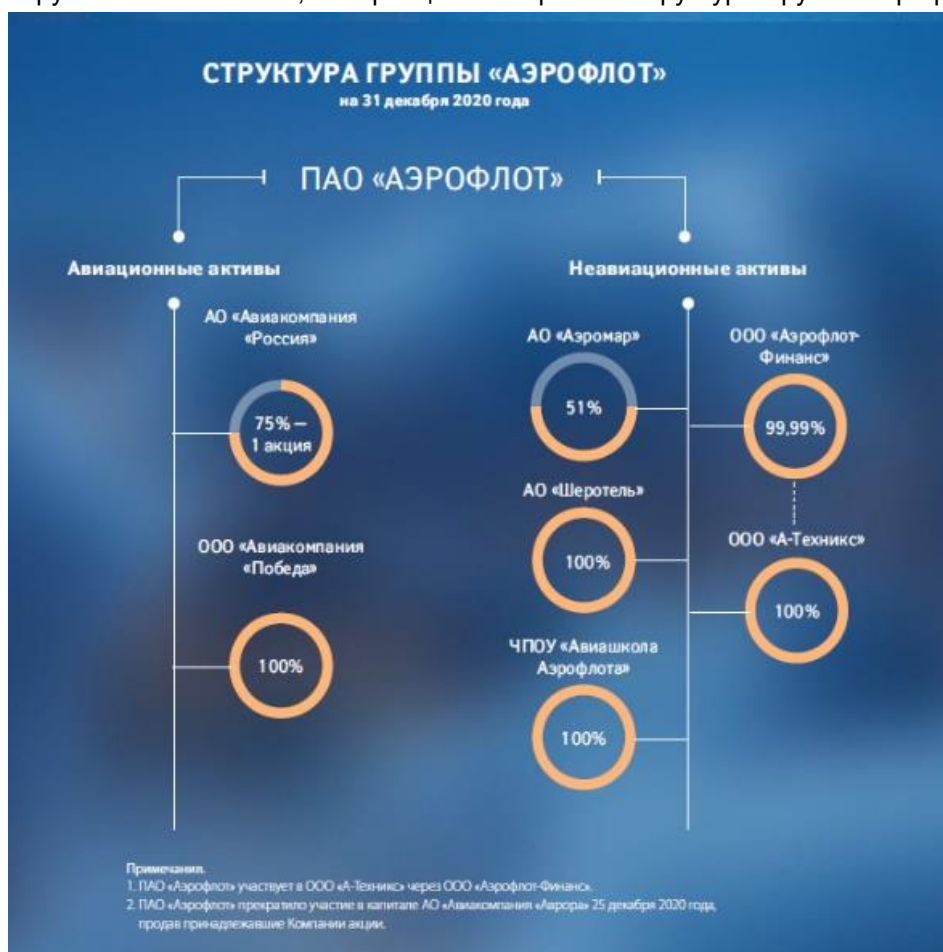 СТРУКТУРА ГРУППЫ «АЭРОФЛОТ»
на 31 декабря 2020 года
ПАО «АЭРОФЛОТ»
Авиационные активы
АО «Авиакомпания
«Россия»
75% –
1 акция
ООО «Авиакомпания
«Победа»
100%
Неавиационные активы
АО «Аэромар»
51%
АО «Шеротель»
100%
ЧПОУ «Авиашкола
Аэрофлота»
100%
ООО «Аэрофлот-
Финанс»
99,99%
ООО «А-Техникс»
100%
Примечания.
1. ПАО «Аэрофлот» участвует в ООО «А-Техникс» через ООО «Аэрофлот-Финанс».
2. ПАО «Аэрофлот» прекратило участие в капитале АО «Авиакомпания «Аврора» 25 декабря 2020 года,
продав принадлежавшие Компании акции.